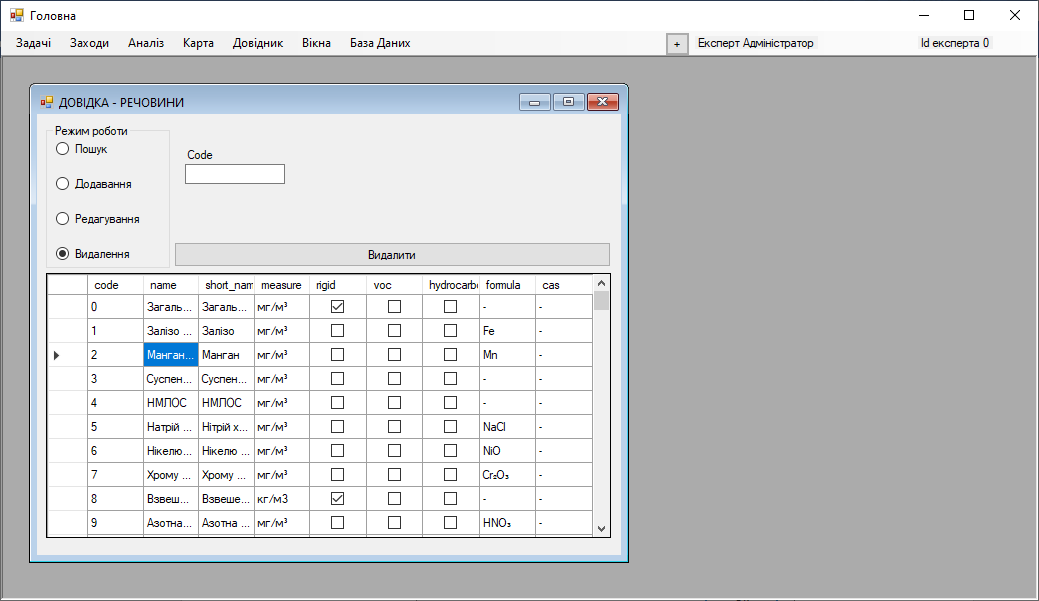 Головна
Задачі Заходи Аналіз Карта Довідник Вікна База Даних + Експерт Адміністратор Id експерта 0
ДОВІДКА - РЕЧОВИНИ
Режим роботи
Пошук
Code
Додавання
Редагування
Видалення
Видалити
code name short_nam measure rigid voc hydrocarbo formula cas
0 Загаль... Загаль... мг/м³ - -
1 Залізо ... Залізо мг/м³ Fe -
2 Манган... Манган мг/м³ Mn -
3 Суспен... Суспен... мг/м³ - -
4 НМЛОС НМЛОС мг/м³ - -
5 Натрій ... Нітрій х... мг/м³ NaCl -
6 Нікелю... Нікелю ... мг/м³ NiO -
7 Хрому ... Хрому ... мг/м³ Cr₂O₃ -
8 Взвеш... Взвеше... кг/м3 - -
9 Азотна... Азотна ... мг/м³ HNO₃ -